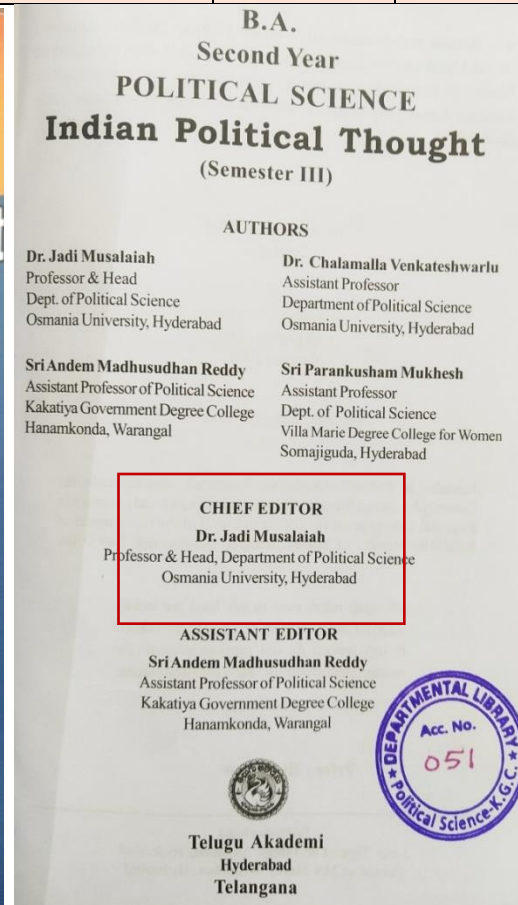 B.A.
Second Year
POLITICAL SCIENCE
Indian Political Thought
(Semester III)
AUTHORS
Dr. Jadi Musalaiah
Professor & Head
Dept. of Political Science
Osmania University, Hyderabad
Dr. Chalamalla Venkateshwarlu
Assistant Professor
Department of Political Science
Osmania University, Hyderabad
Sri Andem Madhusudhan Reddy
Assistant Professor of Political Science
Kakatiya Government Degree College
Hanamkonda, Warangal
Sri Parankusham Mukhesh
Assistant Professor
Dept. of Political Science
Villa Marie Degree College for Women
Somajiguda, Hyderabad
CHIEF EDITOR
Dr. Jadi Musalaiah
Professor & Head, Department of Political Science
Osmania University, Hyderabad
ASSISTANT EDITOR
Sri Andem Madhusudhan Reddy
Assistant Professor of Political Science
Kakatiya Government Degree College
Hanamkonda, Warangal
DEPARTMENTAL LIBRARY
Acc. No.
051
Political Science-K.G.C.
Telugu Akademi
Hyderabad
Telangana